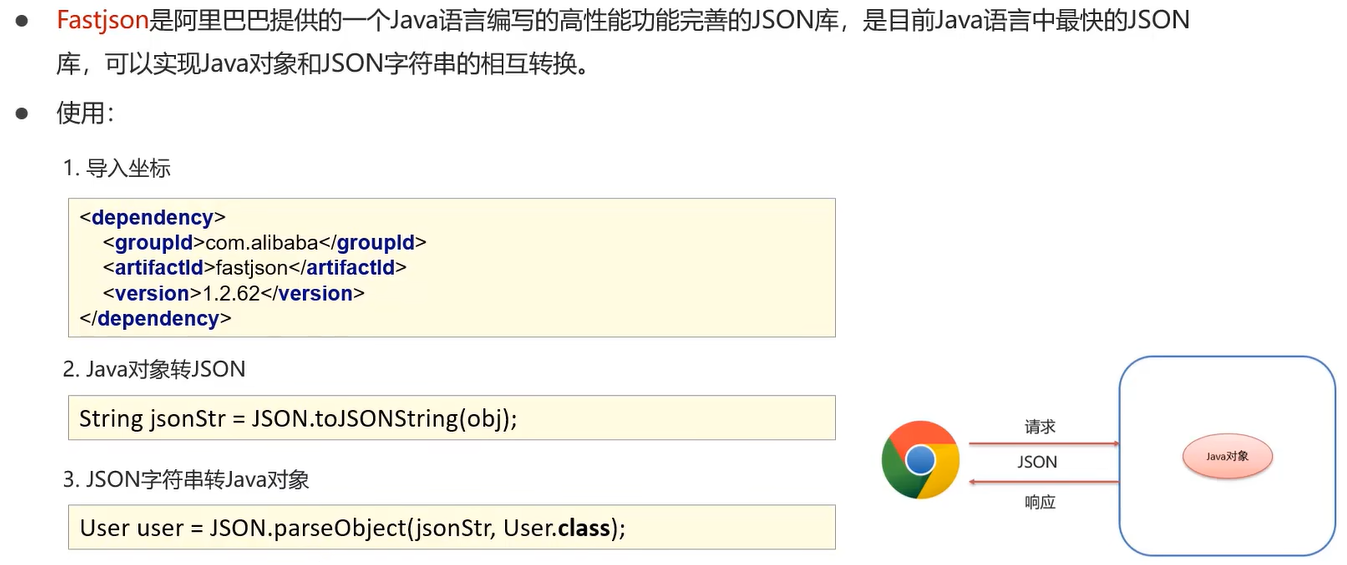 ● Fastjson是阿里巴巴提供的一个Java语言编写的高性能功能完善的JSON库，是目前Java语言中最快的JSON
库，可以实现Java对象和JSON字符串的相互转换。
● 使用：
1. 导入坐标
<dependency>
    <groupId>com.alibaba</groupId>
    <artifactId>fastjson</artifactId>
    <version>1.2.62</version>
</dependency>
2. Java对象转JSON
String jsonStr = JSON.toJSONString(obj);
3. JSON字符串转Java对象
User user = JSON.parseObject(jsonStr, User.class);
请求
JSON
响应
Java对象